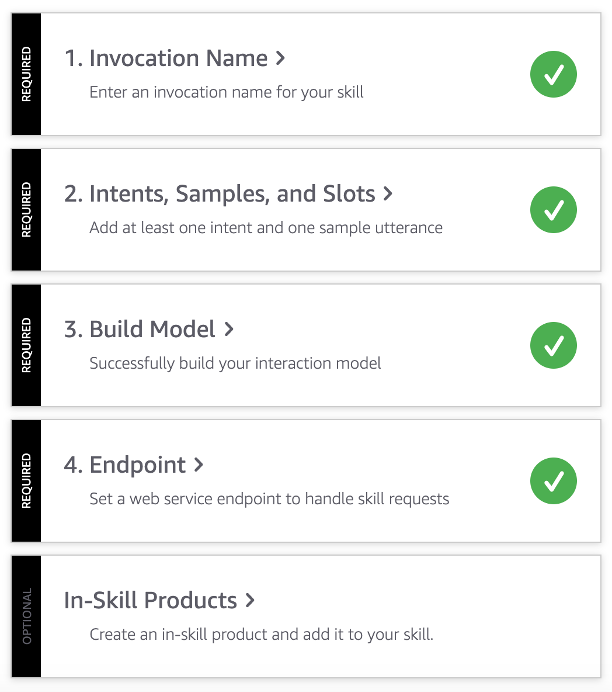 REQUIRED
1. Invocation Name >
Enter an invocation name for your skill
REQUIRED
2. Intents, Samples, and Slots >
Add at least one intent and one sample utterance
REQUIRED
3. Build Model >
Successfully build your interaction model
REQUIRED
4. Endpoint >
Set a web service endpoint to handle skill requests
OPTIONAL
In-Skill Products >
Create an in-skill product and add it to your skill.